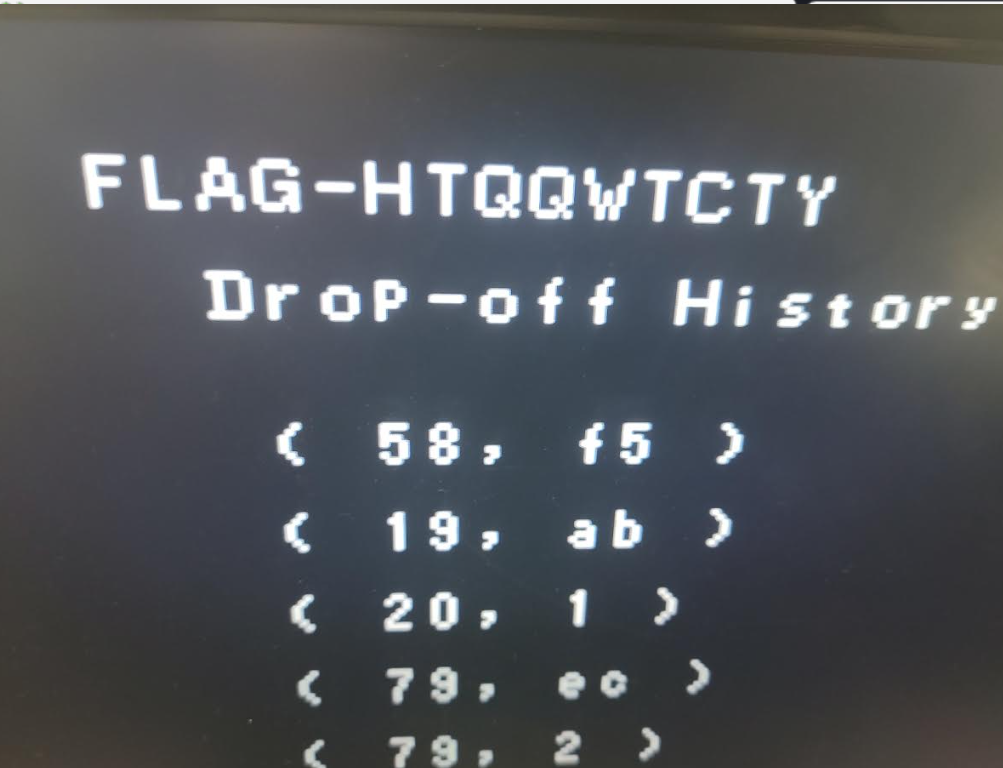 FLAG-HTQQWTCTY
Drop-off History
( 58, f5 )
( 19, ab )
( 20, 1 )
( 79, ec )
( 79, 2 )